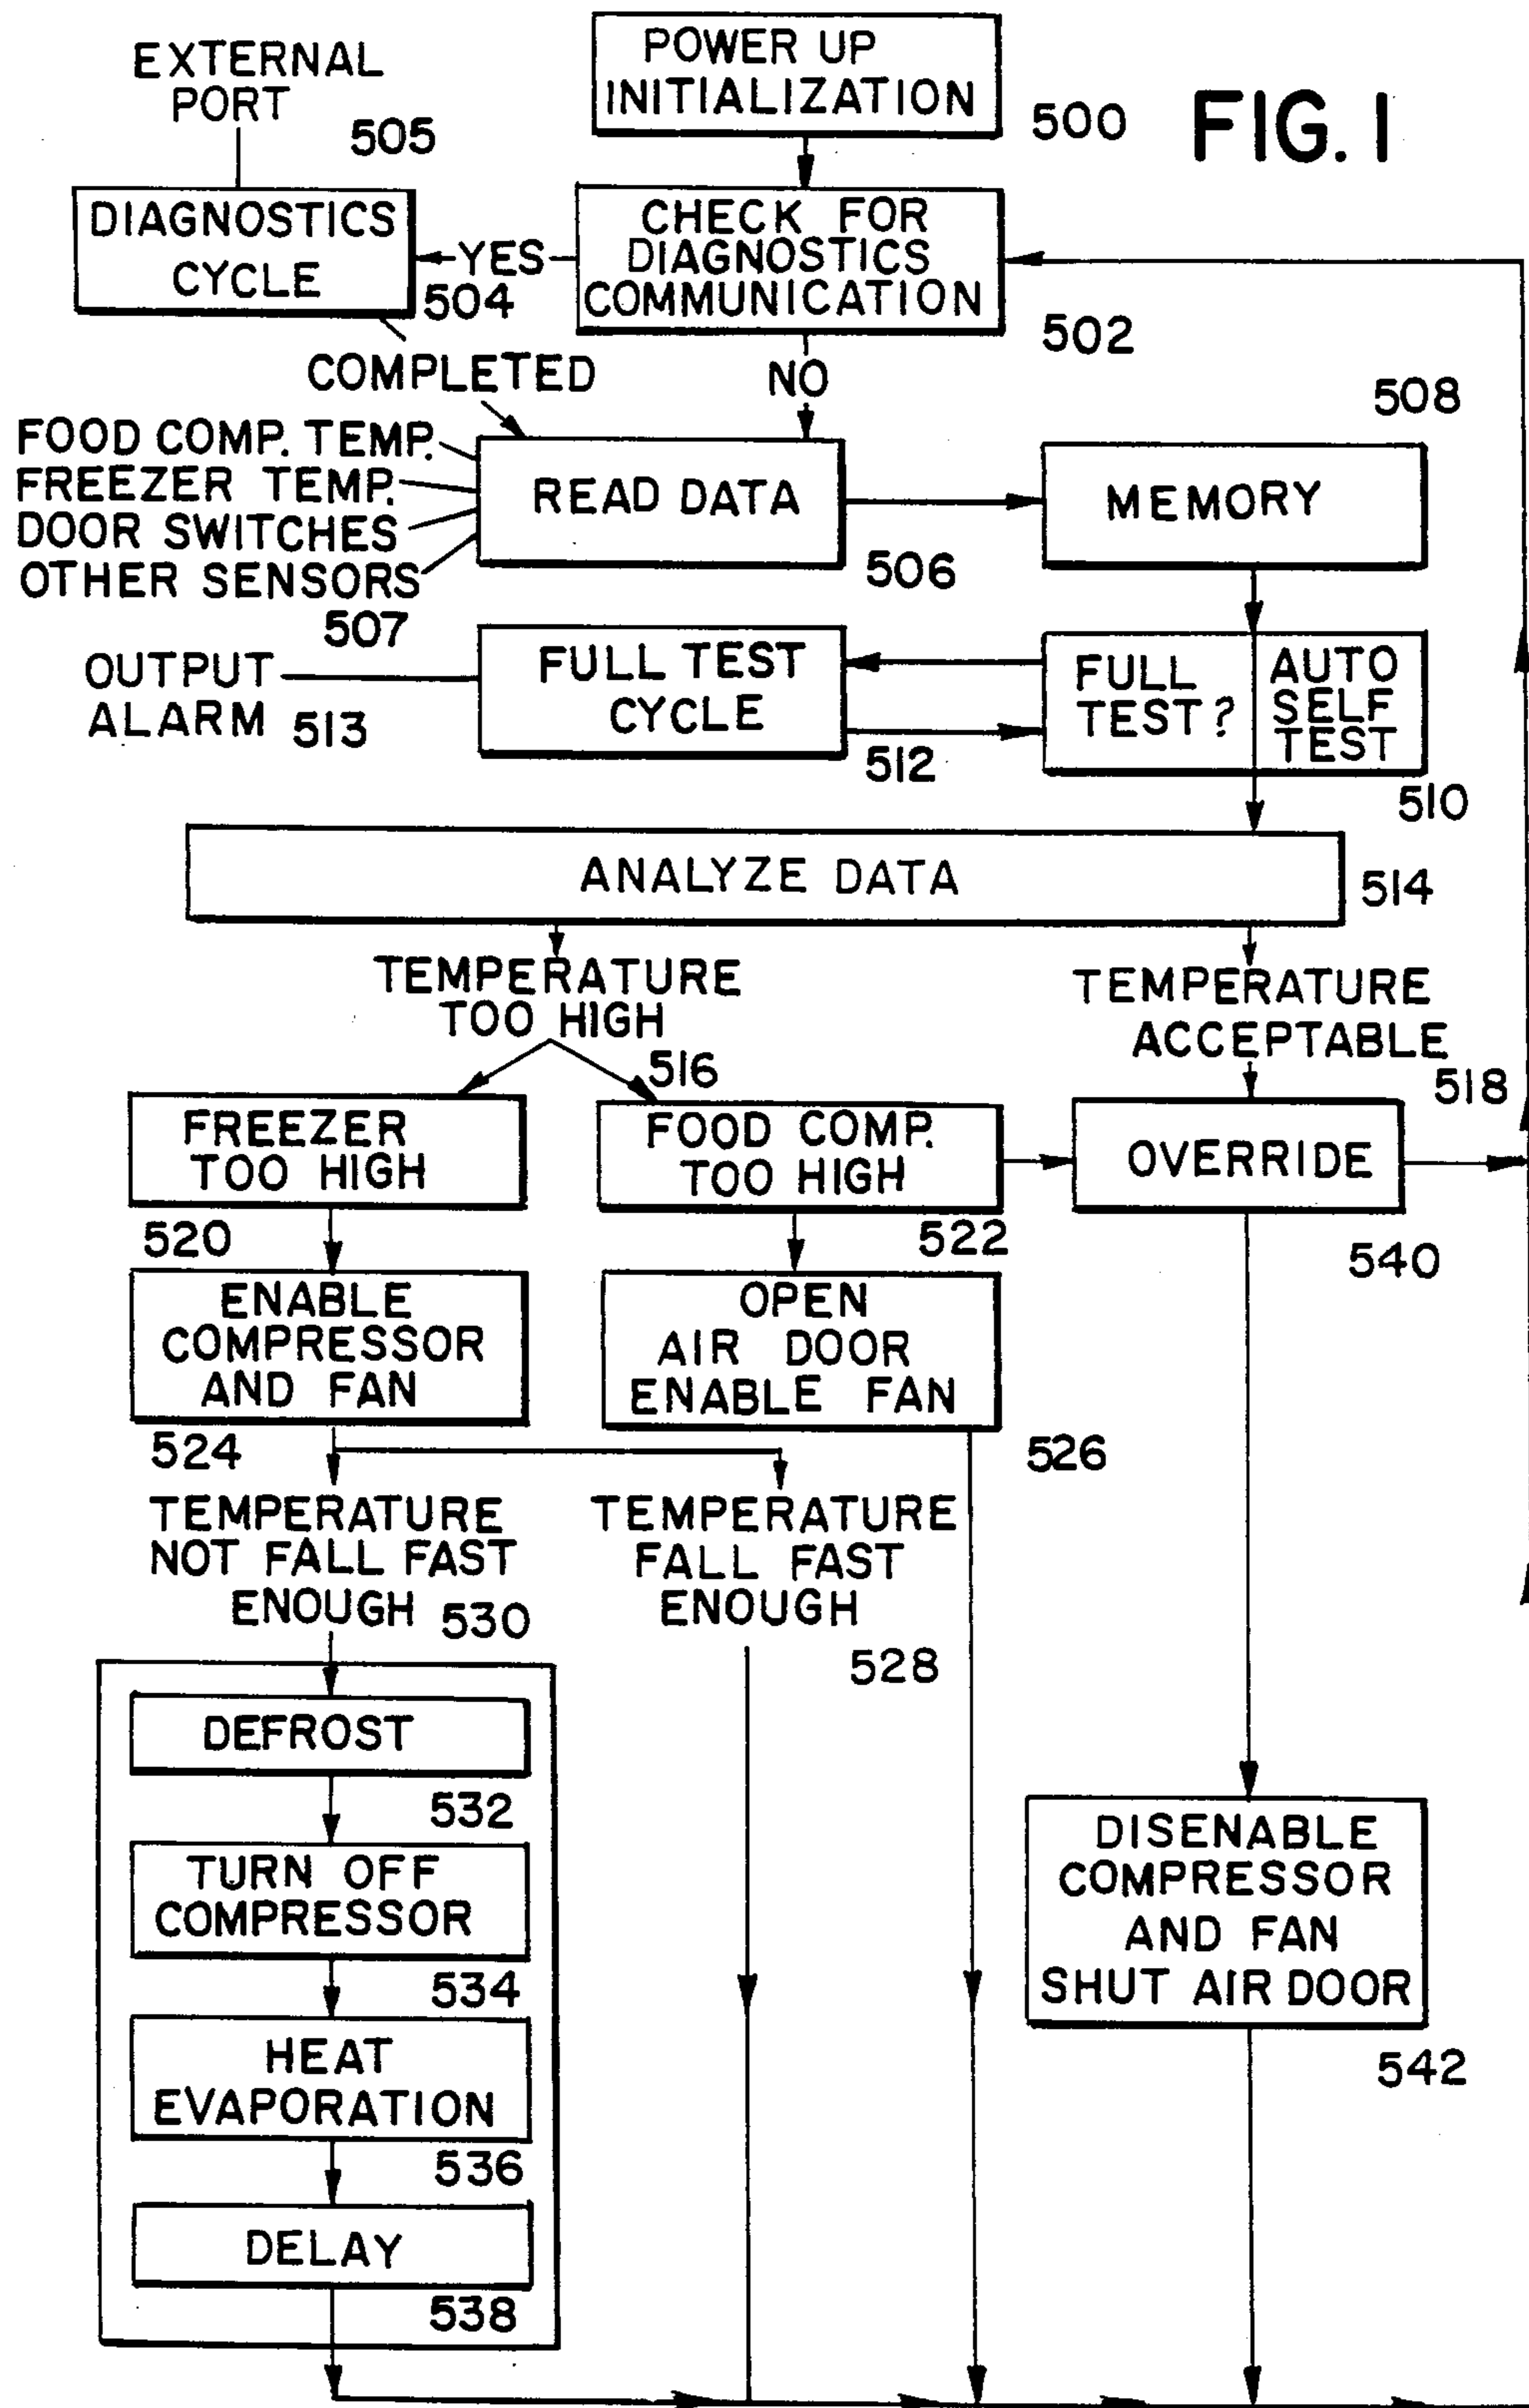 POWER UP
INITIALIZATION
500
FIG. 1
EXTERNAL
PORT
505
DIAGNOSTICS
CYCLE
504
YES
CHECK FOR
DIAGNOSTICS
COMMUNICATION
502
COMPLETED
NO
508
FOOD COMP. TEMP.
FREEZER TEMP.
DOOR SWITCHES
OTHER SENSORS
507
READ DATA
506
MEMORY
OUTPUT
ALARM
513
FULL TEST
CYCLE
512
FULL
TEST?
AUTO
SELF
TEST
510
ANALYZE DATA
514
TEMPERATURE
TOO HIGH
516
TEMPERATURE
ACCEPTABLE
518
FREEZER
TOO HIGH
520
FOOD COMP.
TOO HIGH
522
OVERRIDE
540
ENABLE
COMPRESSOR
AND FAN
524
OPEN
AIR DOOR
ENABLE FAN
526
TEMPERATURE
NOT FALL FAST
ENOUGH
530
TEMPERATURE
FALL FAST
ENOUGH
528
DEFROST
532
TURN OFF
COMPRESSOR
534
HEAT
EVAPORATION
536
DELAY
538
DISENABLE
COMPRESSOR
AND FAN
SHUT AIR DOOR
542